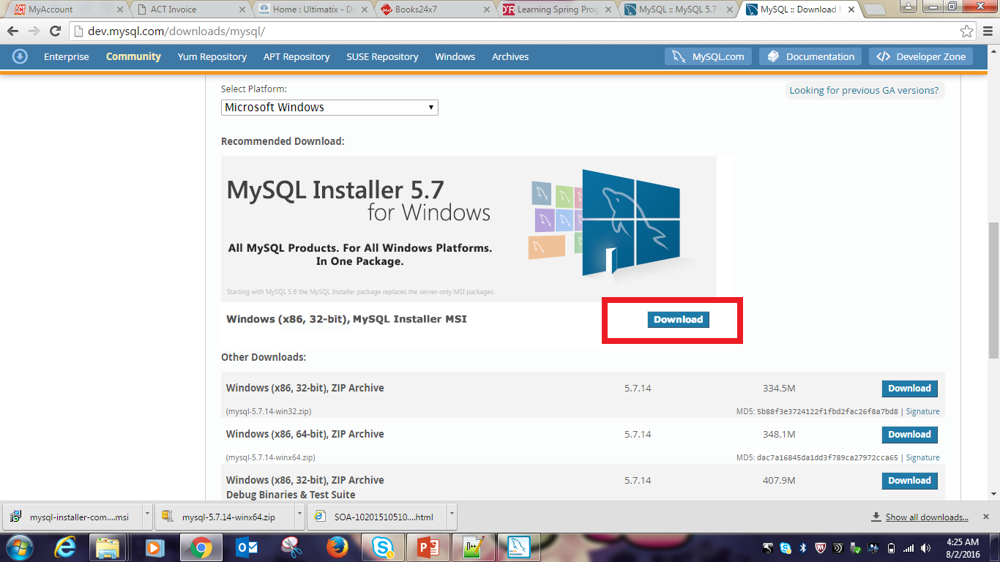 MyAccount
ACT Invoice
Home : Ultimatix - Di
Books24x7
Learning Spring Prog
MySQL :: MySQL 5.7
MySQL :: Download
dev.mysql.com/downloads/mysql/
Enterprise Community Yum Repository APT Repository SUSE Repository Windows Archives MySQL.com Documentation Developer Zone
Select Platform:
Looking for previous GA versions?
Microsoft Windows
Recommended Download:
MySQL Installer 5.7
for Windows
All MySQL Products. For All Windows Platforms.
In One Package.
Starting with MySQL 5.6 the MySQL Installer package replaces the server-only MSI packages.
Windows (x86, 32-bit), MySQL Installer MSI Download
Other Downloads:
Windows (x86, 32-bit), ZIP Archive 5.7.14 334.5M Download
(mysql-5.7.14-win32.zip) MD5: 5b88f3e3724122f1fbd2fac26f8a7bd8 | Signature
Windows (x86, 64-bit), ZIP Archive 5.7.14 348.1M Download
(mysql-5.7.14-winx64.zip) MD5: dac7a16845da1dd3f789ca27972cca65 | Signature
Windows (x86, 32-bit), ZIP Archive 5.7.14 407.9M Download
Debug Binaries & Test Suite
mysql-installer-com....msi
mysql-5.7.14-winx64.zip
SOA-10201510510....html
Show all downloads...
4:25 AM
8/2/2016